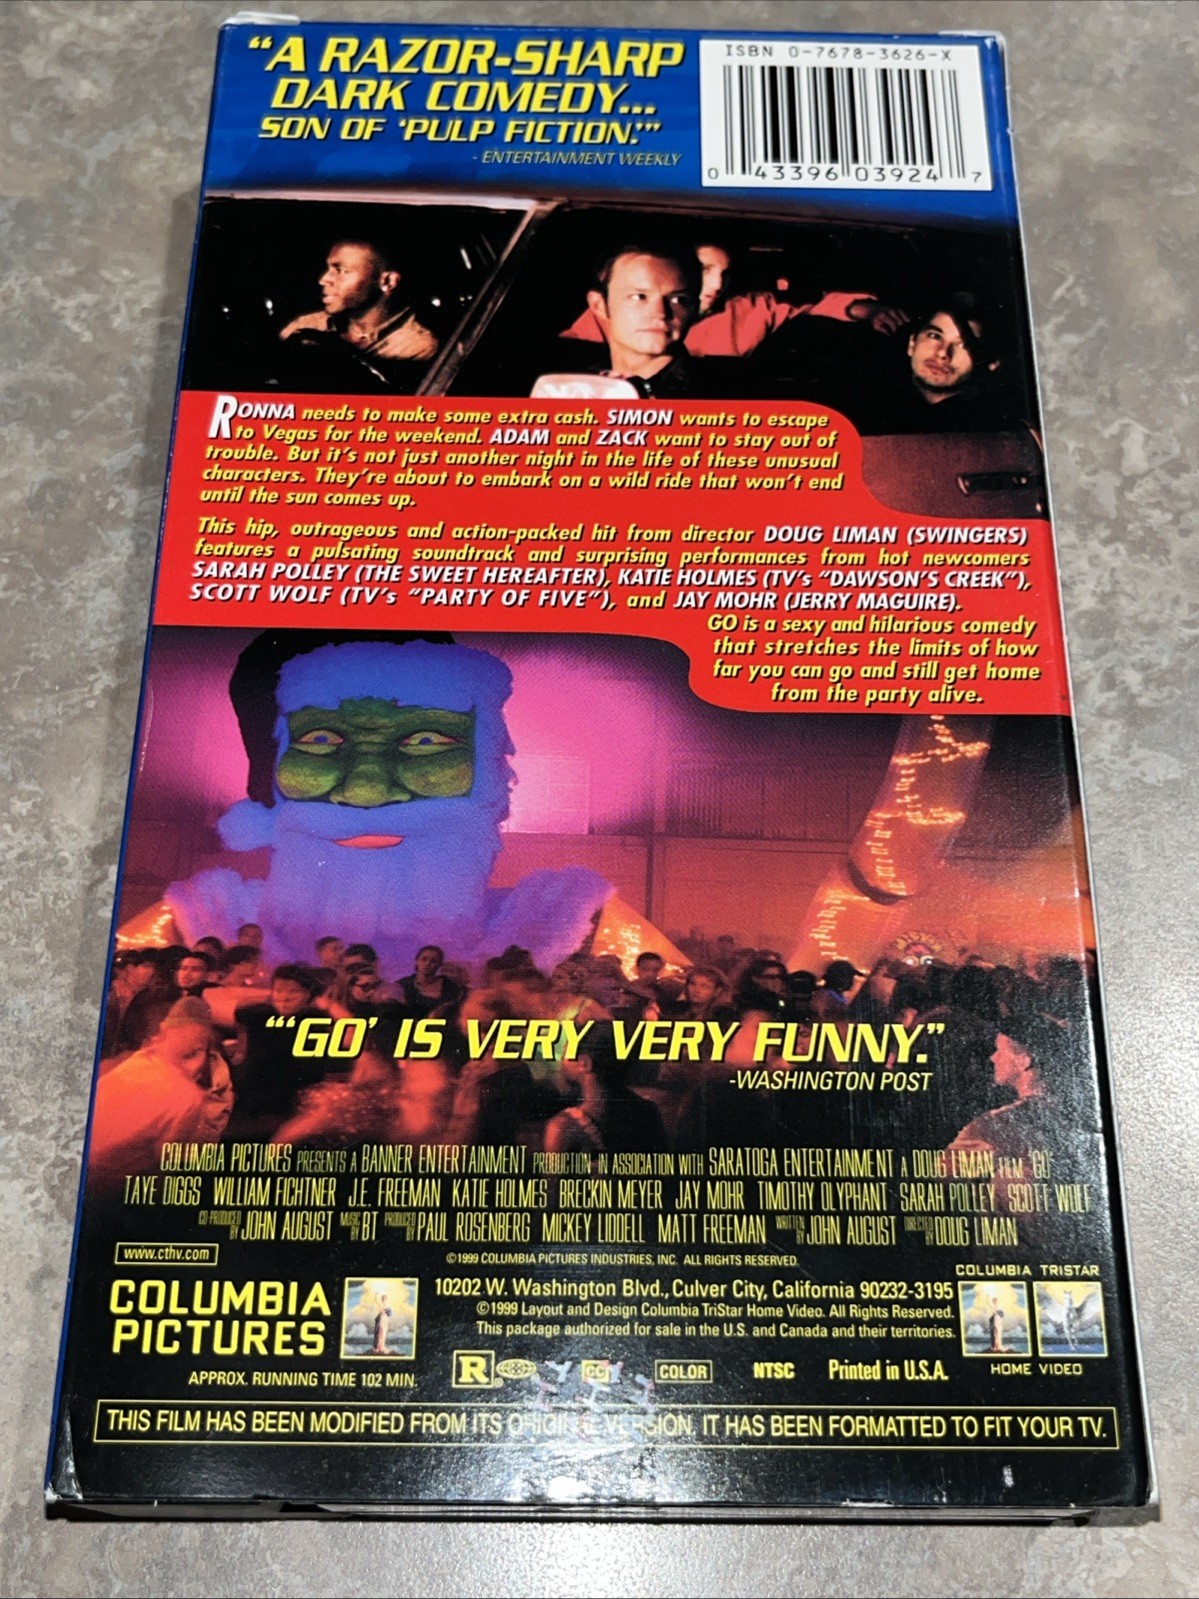 “A RAZOR-SHARP
DARK COMEDY...
SON OF ‘PULP FICTION.’”
- ENTERTAINMENT WEEKLY
ISBN 0-7678-3626-X
0 43396 03924 7
RONNA needs to make some extra cash. SIMON wants to escape
to Vegas for the weekend. ADAM and ZACK want to stay out of
trouble. But it's not just another night in the life of these unusual
characters. They're about to embark on a wild ride that won't end
until the sun comes up.
This hip, outrageous and action-packed hit from director DOUG LIMAN (SWINGERS)
features a pulsating soundtrack and surprising performances from hot newcomers
SARAH POLLEY (THE SWEET HEREAFTER), KATIE HOLMES (TV's “DAWSON'S CREEK”),
SCOTT WOLF (TV's “PARTY OF FIVE”), and JAY MOHR (JERRY MAGUIRE).
GO is a sexy and hilarious comedy
that stretches the limits of how
far you can go and still get home
from the party alive.
“‘GO’ IS VERY VERY FUNNY.”
-WASHINGTON POST
COLUMBIA PICTURES PRESENTS A BANNER ENTERTAINMENT PRODUCTION IN ASSOCIATION WITH SARATOGA ENTERTAINMENT A DOUG LIMAN FILM 'GO'
TAYE DIGGS WILLIAM FICHTNER J.E. FREEMAN KATIE HOLMES BRECKIN MEYER JAY MOHR TIMOTHY OLYPHANT SARAH POLLEY SCOTT WOLF
CO-PRODUCED BY JOHN AUGUST MUSIC BY BT PRODUCED BY PAUL ROSENBERG MICKEY LIDDELL MATT FREEMAN WRITTEN BY JOHN AUGUST DIRECTED BY DOUG LIMAN
www.cthv.com
©1999 COLUMBIA PICTURES INDUSTRIES, INC. ALL RIGHTS RESERVED.
COLUMBIA
PICTURES
10202 W. Washington Blvd., Culver City, California 90232-3195
©1999 Layout and Design Columbia TriStar Home Video. All Rights Reserved.
This package authorized for sale in the U.S. and Canada and their territories.
COLUMBIA TRISTAR
HOME VIDEO
APPROX. RUNNING TIME 102 MIN.
R ®
CC
COLOR
NTSC
Printed in U.S.A.
THIS FILM HAS BEEN MODIFIED FROM ITS ORIGINAL VERSION. IT HAS BEEN FORMATTED TO FIT YOUR TV.